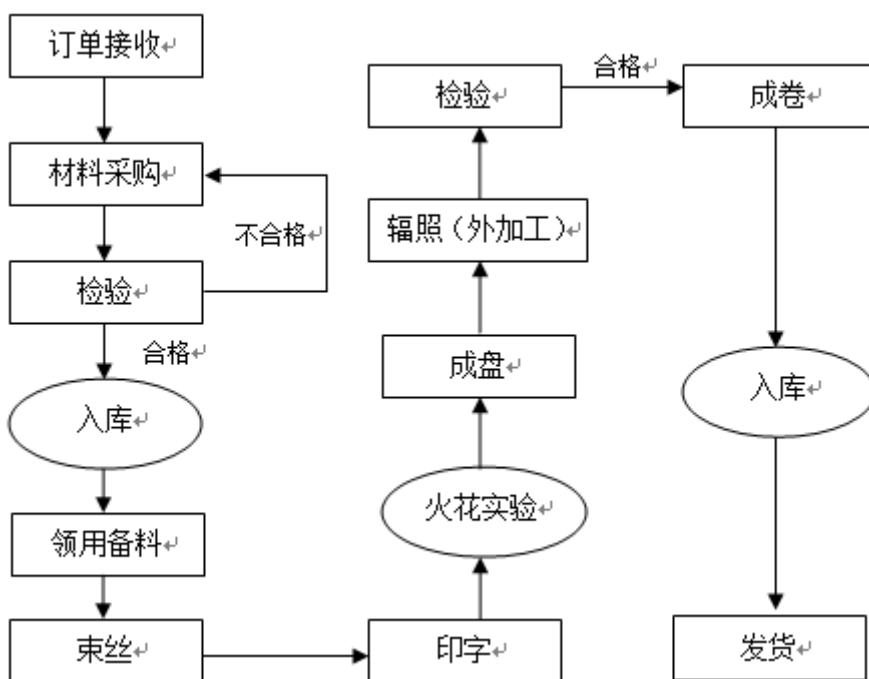 订单接收
材料采购
不合格
检验
合格
入库
领用备料
束丝
印字
火花实验
成盘
辐照（外加工）
检验
合格
成卷
入库
发货